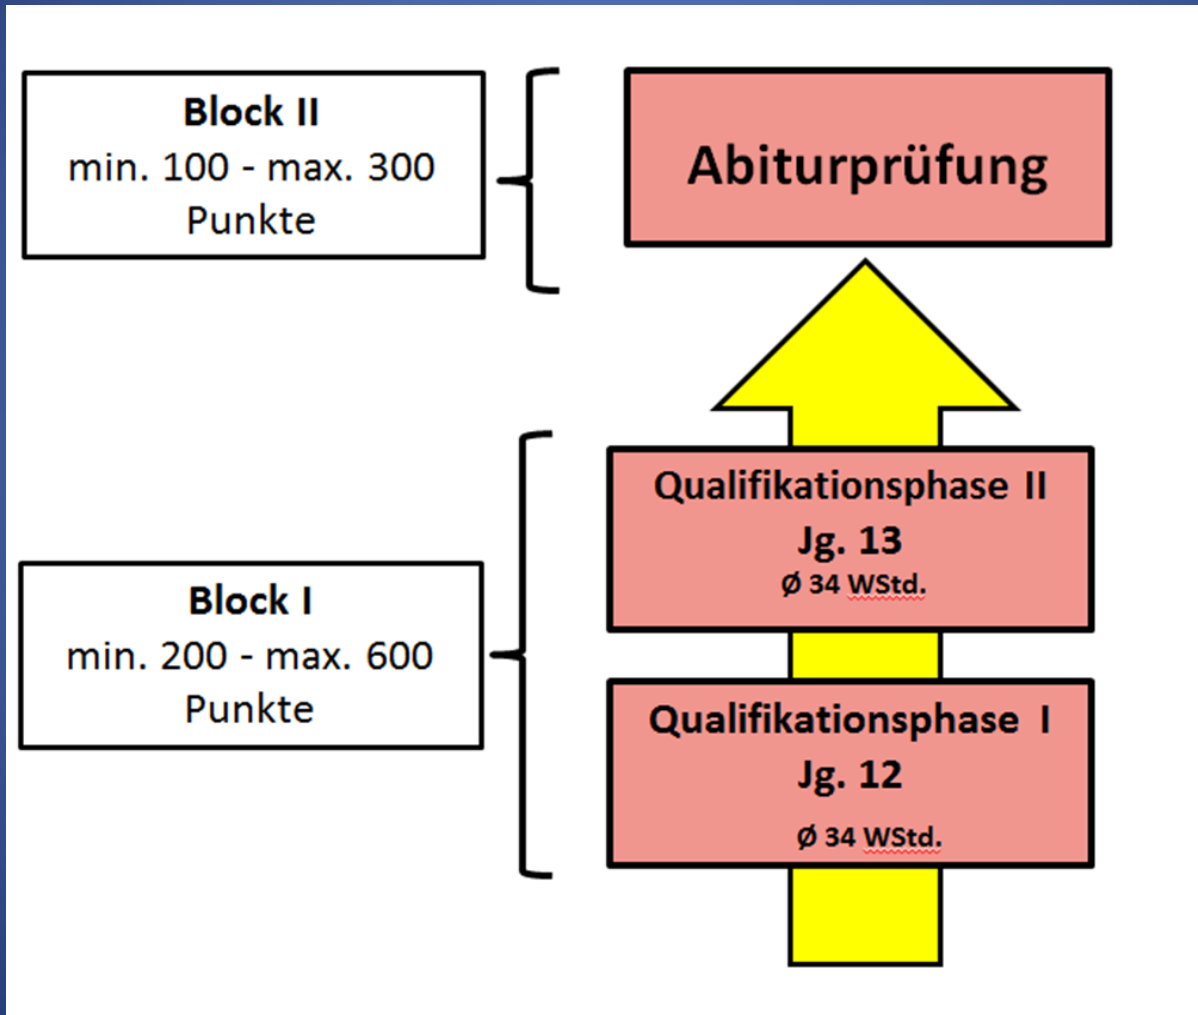 Block II
min. 100 - max. 300
Punkte
Abiturprüfung
Block I
min. 200 - max. 600
Punkte
Qualifikationsphase II
Jg. 13
Ø 34 WStd.
Qualifikationsphase I
Jg. 12
Ø 34 WStd.